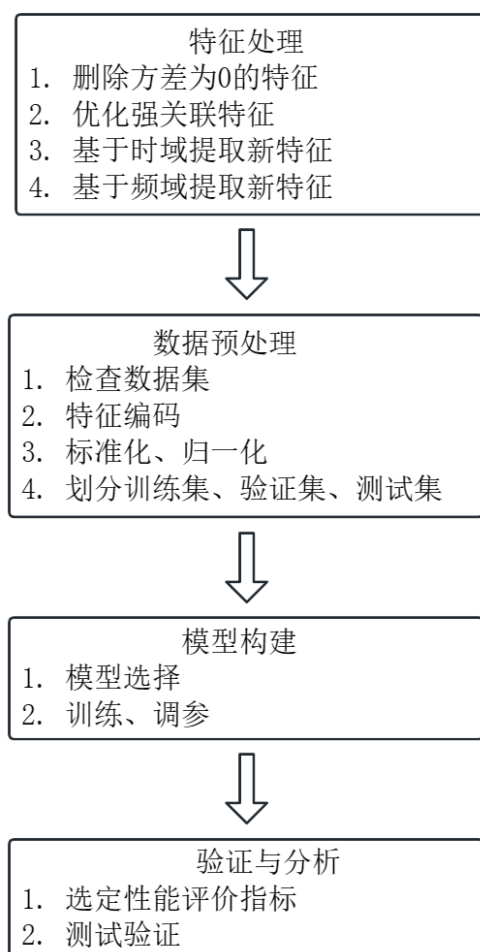 特征处理
1. 删除方差为0的特征
2. 优化强关联特征
3. 基于时域提取新特征
4. 基于频域提取新特征
数据预处理
1. 检查数据集
2. 特征编码
3. 标准化、归一化
4. 划分训练集、验证集、测试集
模型构建
1. 模型选择
2. 训练、调参
验证与分析
1. 选定性能评价指标
2. 测试验证